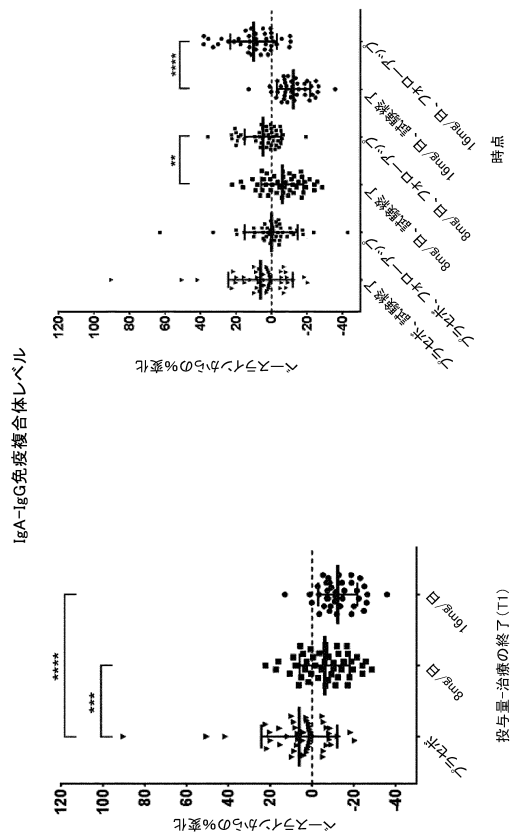 IgA-IgG免疫複合体レベル
ベースラインからの%変化
120
100
80
60
40
20
0
-20
-40
****
***
プラセボ
8mg/日
16mg/日
投与量-治療の終了(T1)
ベースラインからの%変化
120
100
80
60
40
20
0
-20
-40
**
****
プラセボ、試験終了
プラセボ、フォローアップ
8mg/日、試験終了
8mg/日、フォローアップ
16mg/日、試験終了
16mg/日、フォローアップ
時点